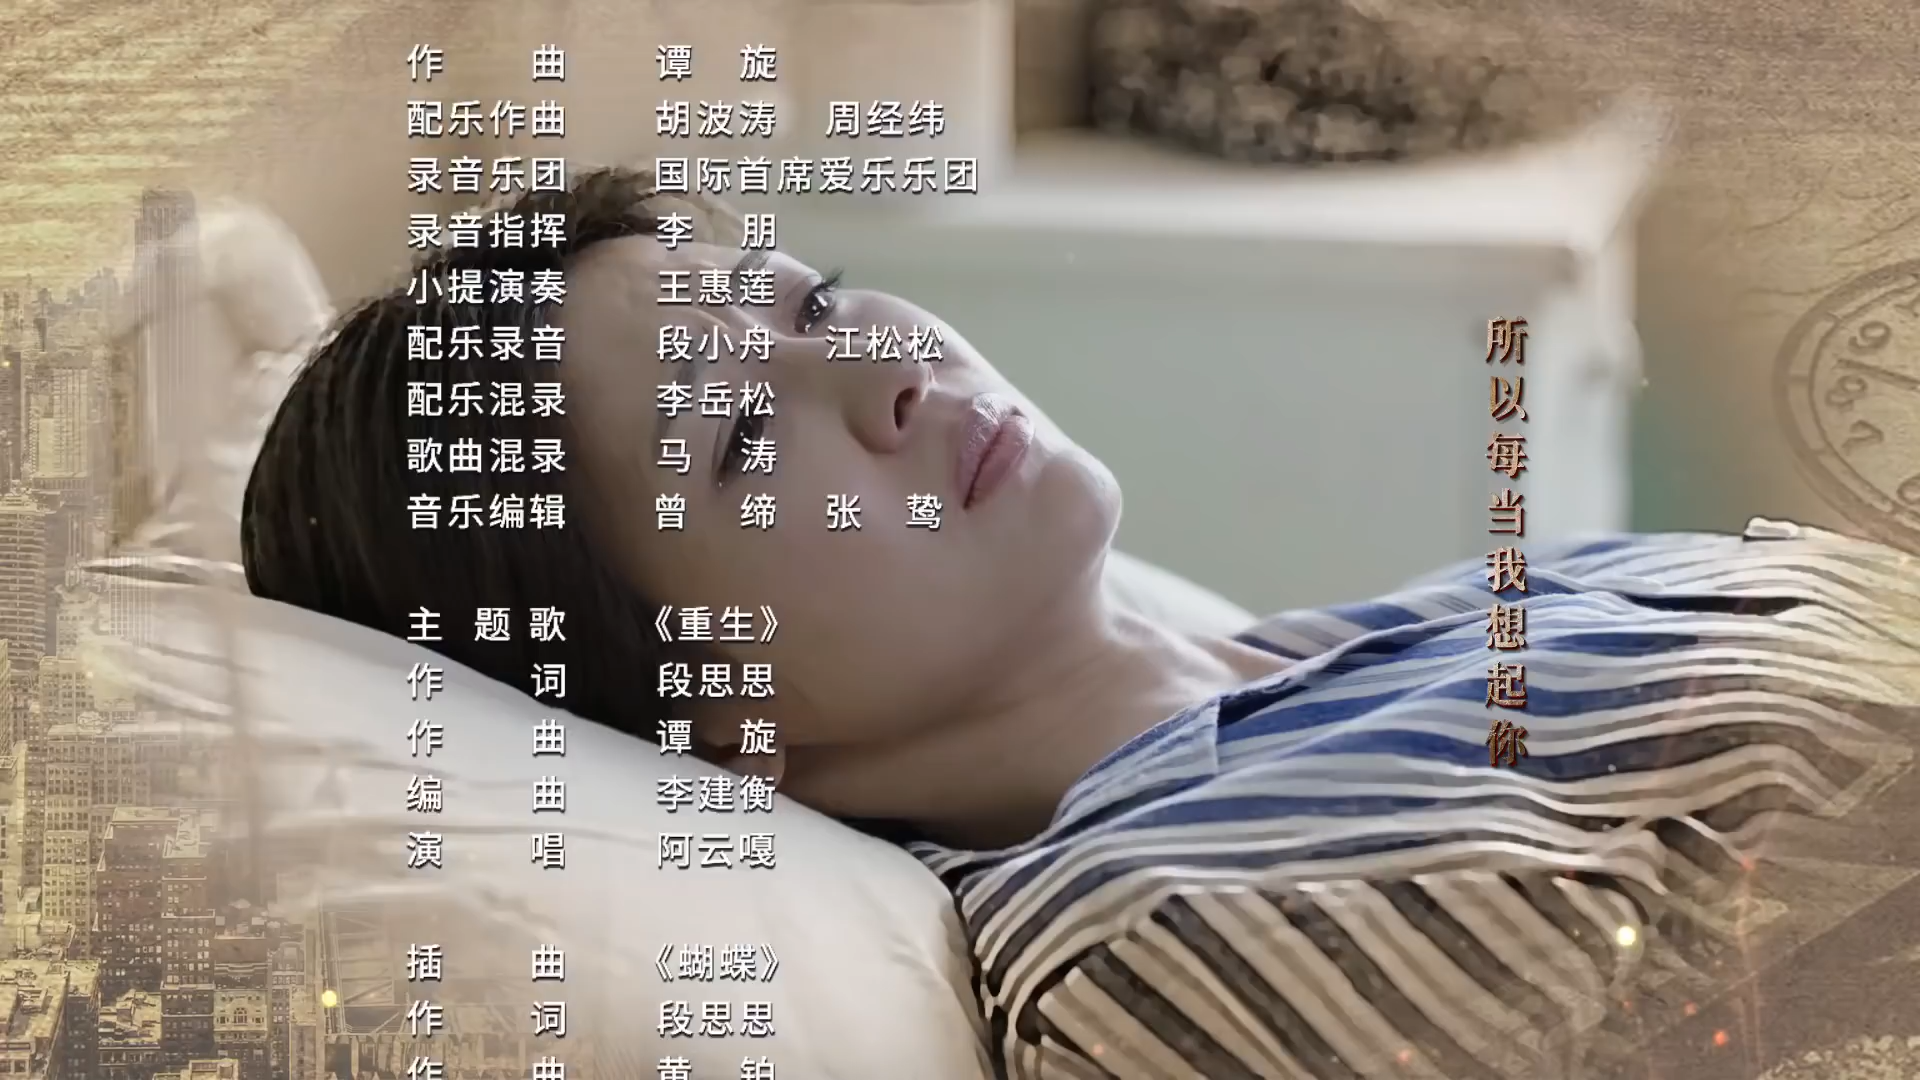 作曲 谭旋
配乐作曲 胡波涛 周经纬
录音乐团 国际首席爱乐乐团
录音指挥 李朋
小提演奏 王惠莲
配乐录音 段小舟 江松松
配乐混录 李岳松
歌曲混录 马涛
音乐编辑 曾缔 张鸷
主题歌 《重生》
作词 段思思
作曲 谭旋
编曲 李建衡
演唱 阿云嘎
插曲 《蝴蝶》
作词 段思思
作曲 黄铂
所以每当我想起你